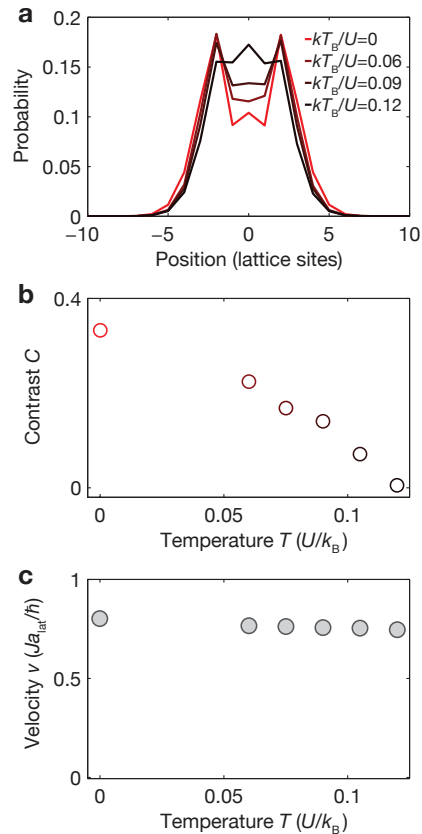 a
0.2
0.15
0.1
0.05
0
Probability
kT_B/U=0
kT_B/U=0.06
kT_B/U=0.09
kT_B/U=0.12
−10 −5 0 5 10
Position (lattice sites)
b
0.4
0
Contrast C
0 0.05 0.1
Temperature T (U/k_B)
c
1
0.5
0
Velocity v (Ja_lat/ħ)
0 0.05 0.1
Temperature T (U/k_B)